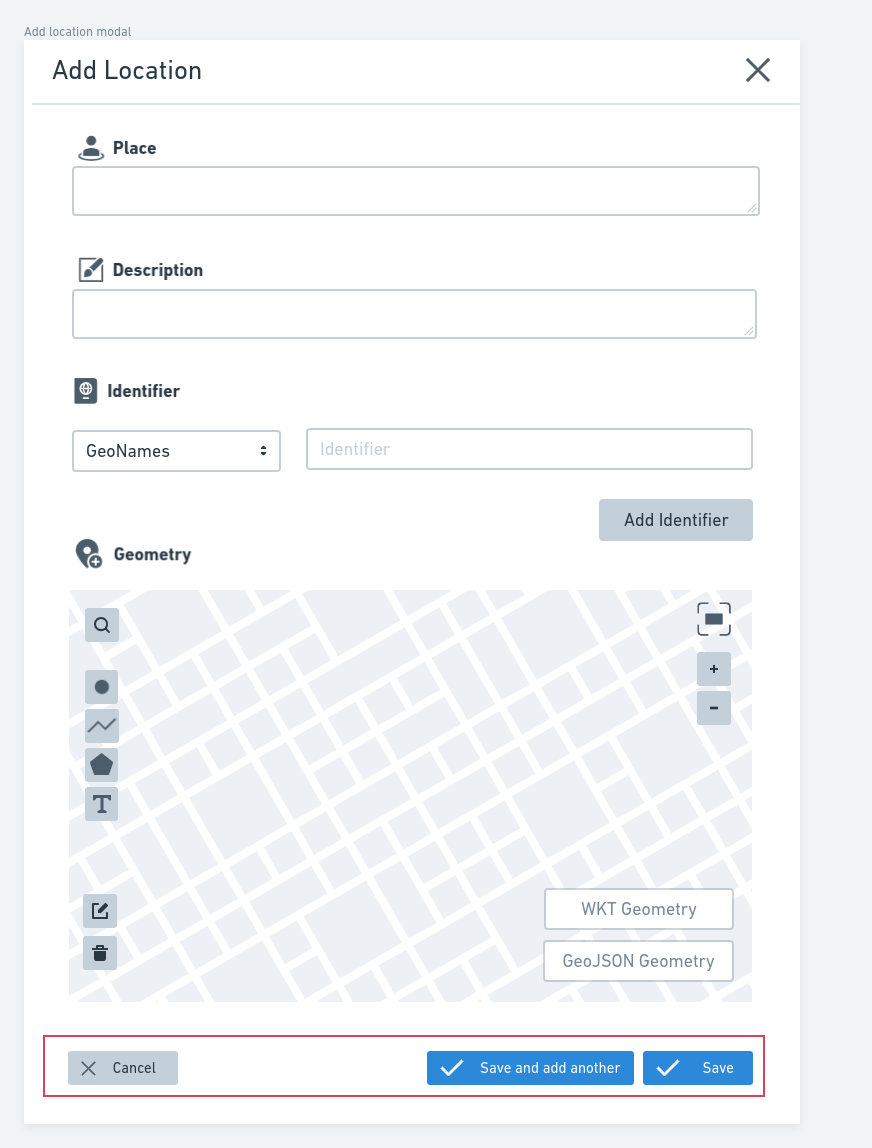 Add location modal
Add Location
Place
Description
Identifier
GeoNames
Identifier
Add Identifier
Geometry
T
+
-
WKT Geometry
GeoJSON Geometry
Cancel
Save and add another
Save